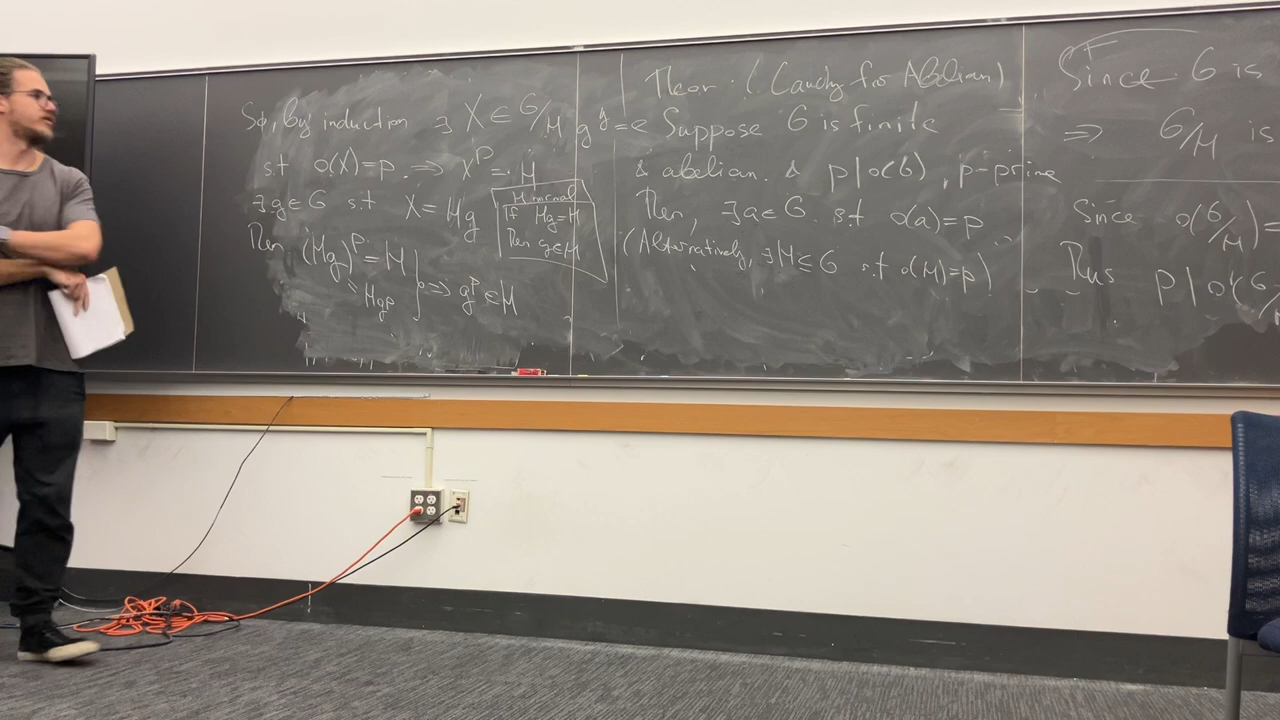 So, by induction ∃ X ∈ G/M
s.t o(X)=p. ⇒ X^P = M
∃ g∈G s.t X = Mg
Then (Mg)^P = M
Mg^P
⇒ g^P ∈ M
M normal
If Mg=M
Then g∈M
g^y=e
Theor. (Cauchy for Abelian)
Suppose G is finite
& abelian. & p|o(G), p-prime
Then, ∃a∈G. s.t o(a)=p
(Alternatively, ∃M≤G s.t o(M)=p)
Since G is
⇒ G/M is
Since o(G/M)=
Thus p|o(G/